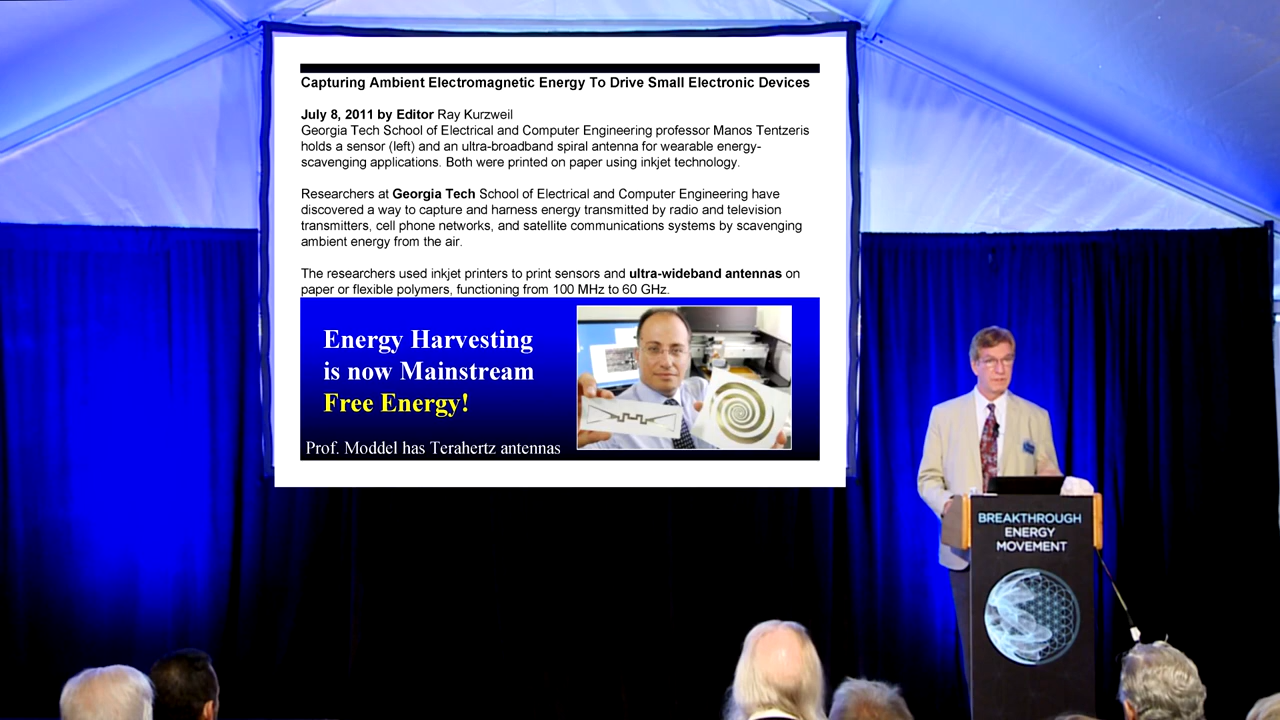 Capturing Ambient Electromagnetic Energy To Drive Small Electronic Devices
July 8, 2011 by Editor Ray Kurzweil
Georgia Tech School of Electrical and Computer Engineering professor Manos Tentzeris
holds a sensor (left) and an ultra-broadband spiral antenna for wearable energy-
scavenging applications. Both were printed on paper using inkjet technology.
Researchers at Georgia Tech School of Electrical and Computer Engineering have
discovered a way to capture and harness energy transmitted by radio and television
transmitters, cell phone networks, and satellite communications systems by scavenging
ambient energy from the air.
The researchers used inkjet printers to print sensors and ultra-wideband antennas on
paper or flexible polymers, functioning from 100 MHz to 60 GHz.
Energy Harvesting
is now Mainstream
Free Energy!
Prof. Moddel has Terahertz antennas
BREAKTHROUGH
ENERGY
MOVEMENT